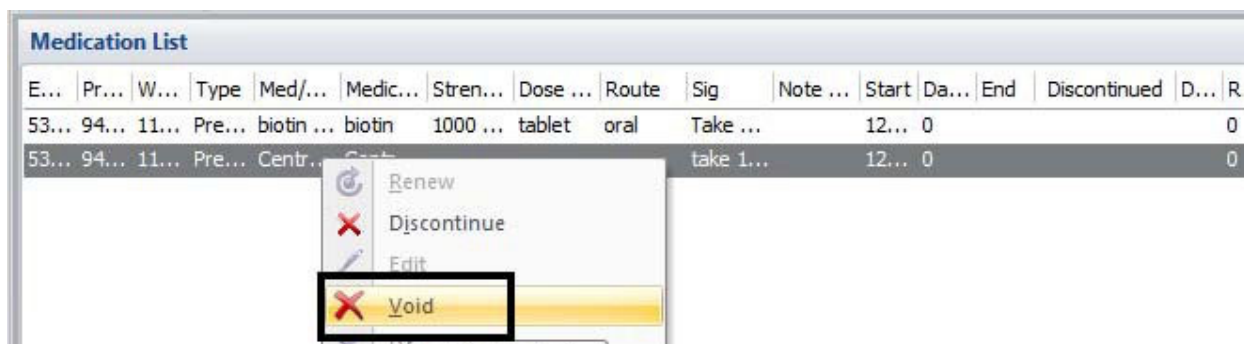 Medication List
E... Pr... W... Type Med/... Medic... Stren... Dose ... Route Sig Note ... Start Da... End Discontinued D... R
53... 94... 11... Pre... biotin ... biotin 1000 ... tablet oral Take ... 12... 0 0
53... 94... 11... Pre... Centr... take 1... 12... 0 0
Renew
Discontinue
Edit
Void